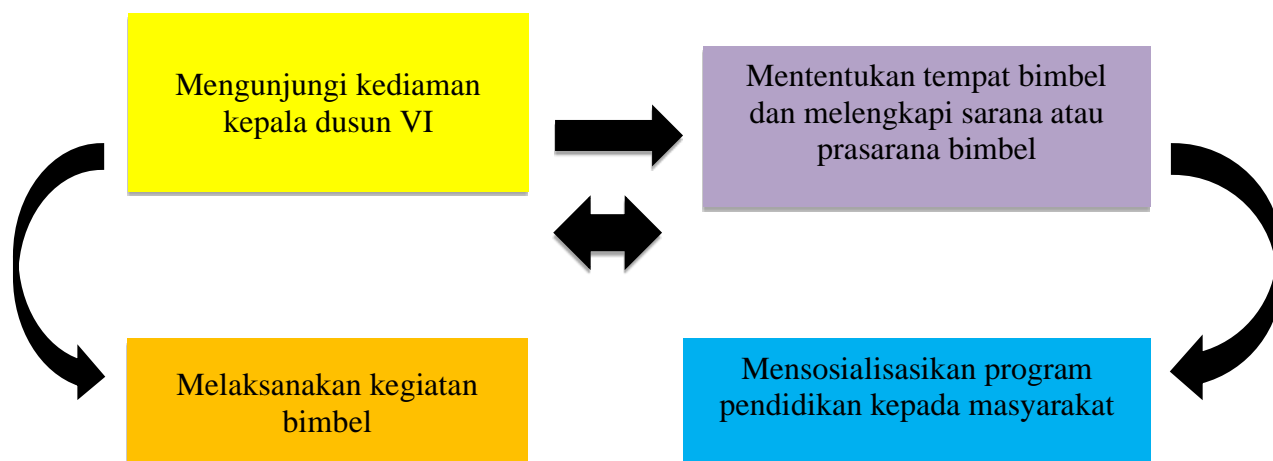 Mengunjungi kediaman
kepala dusun VI
Mententukan tempat bimbel
dan melengkapi sarana atau
prasarana bimbel
Melaksanakan kegiatan
bimbel
Mensosialisasikan program
pendidikan kepada masyarakat